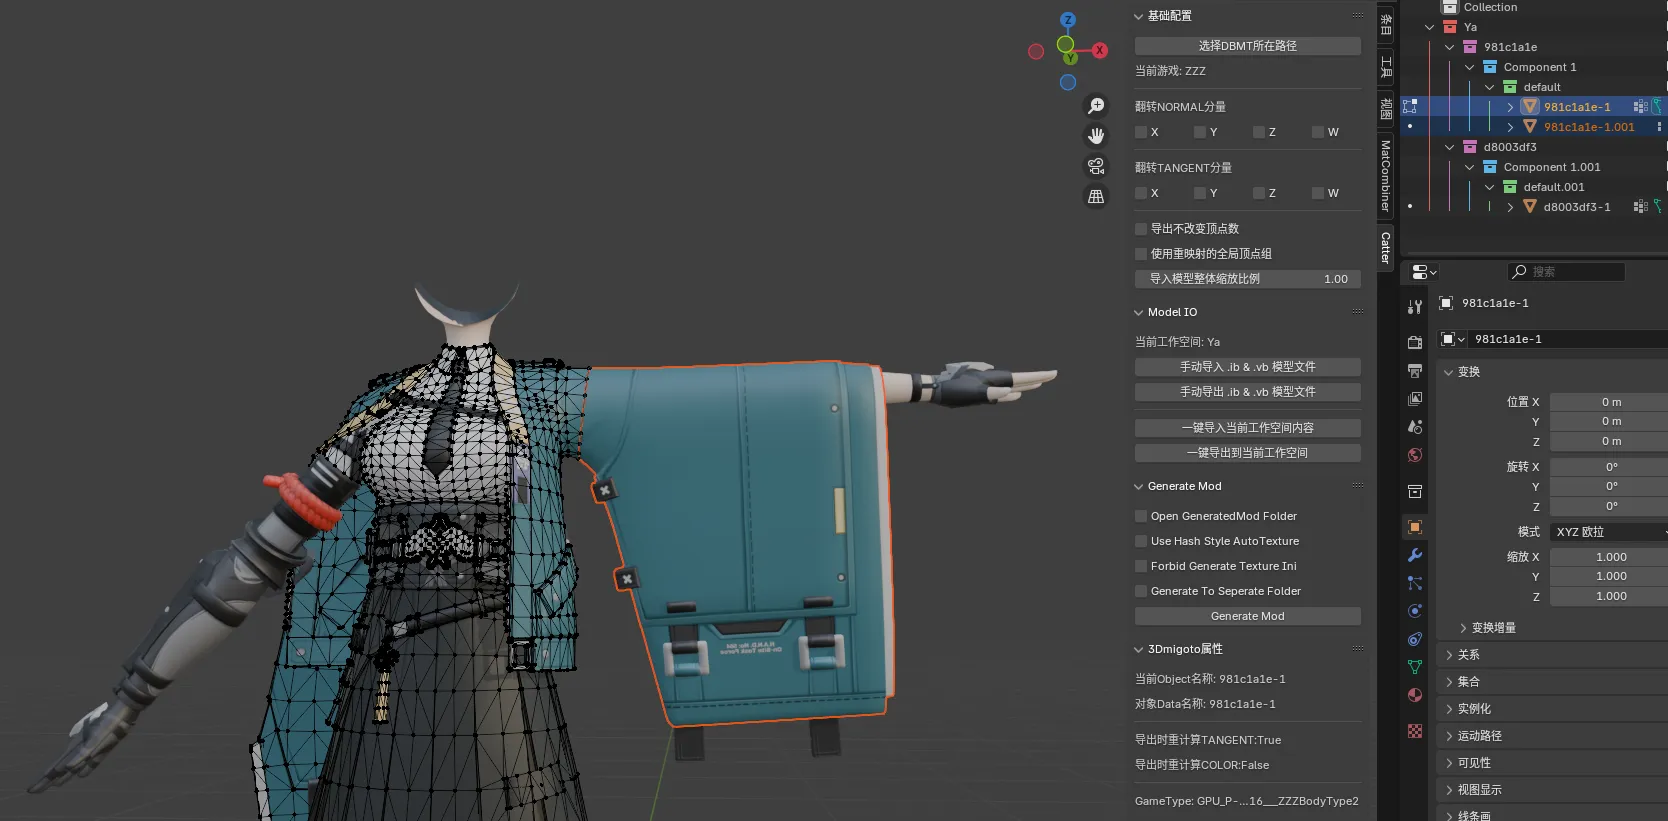 Z
X
Y
基础配置
选择DBMT所在路径
当前游戏: ZZZ
翻转NORMAL分量
X Y Z W
翻转TANGENT分量
X Y Z W
导出不改变顶点数
使用重映射的全局顶点组
导入模型整体缩放比例 1.00
Model IO
当前工作空间: Ya
手动导入 .ib & .vb 模型文件
手动导出 .ib & .vb 模型文件
一键导入当前工作空间内容
一键导出到当前工作空间
Generate Mod
Open GeneratedMod Folder
Use Hash Style AutoTexture
Forbid Generate Texture Ini
Generate To Seperate Folder
Generate Mod
3Dmigoto属性
当前Object名称: 981c1a1e-1
对象Data名称: 981c1a1e-1
导出时重计算TANGENT:True
导出时重计算COLOR:False
GameType: GPU_P-...16___ZZZBodyType2
条目
工具
视图
MatCombiner
Catter
Collection
Ya
981c1a1e
Component 1
default
981c1a1e-1
981c1a1e-1.001
d8003df3
Component 1.001
default.001
d8003df3-1
搜索
981c1a1e-1
981c1a1e-1
变换
位置 X 0 m
Y 0 m
Z 0 m
旋转 X 0°
Y 0°
Z 0°
模式 XYZ 欧拉
缩放 X 1.000
Y 1.000
Z 1.000
变换增量
关系
集合
实例化
运动路径
可见性
视图显示
线条画